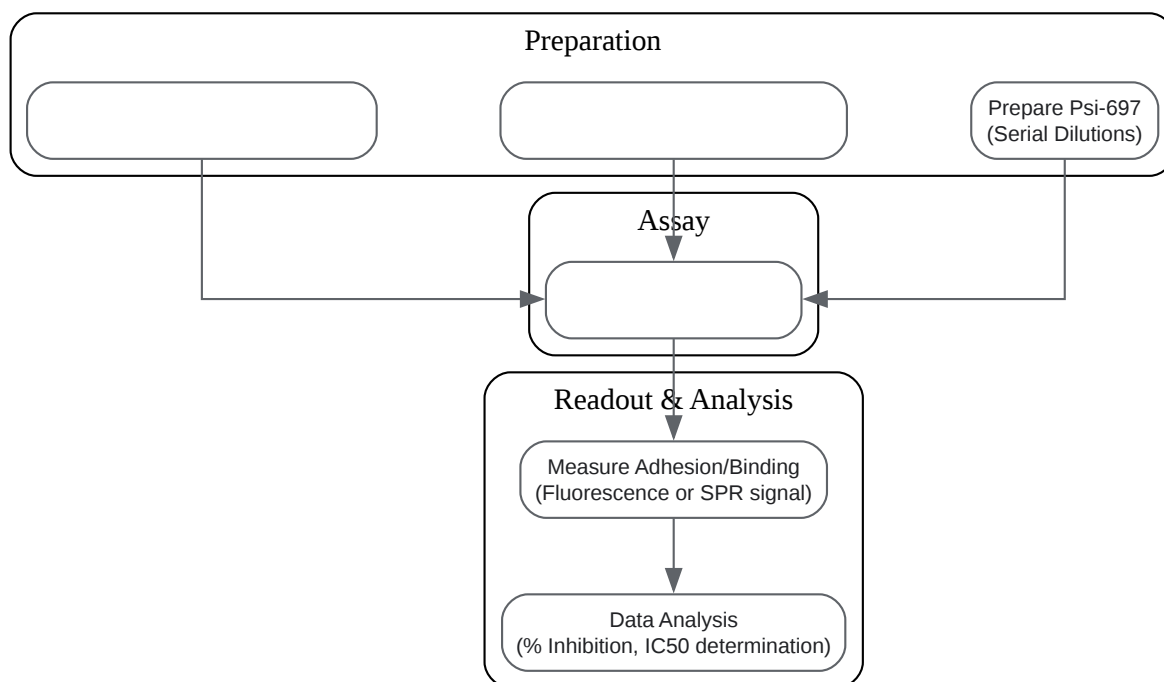 Preparation
Prepare Psi-697
(Serial Dilutions)
Assay
Readout & Analysis
Measure Adhesion/Binding
(Fluorescence or SPR signal)
Data Analysis
(% Inhibition, IC50 determination)